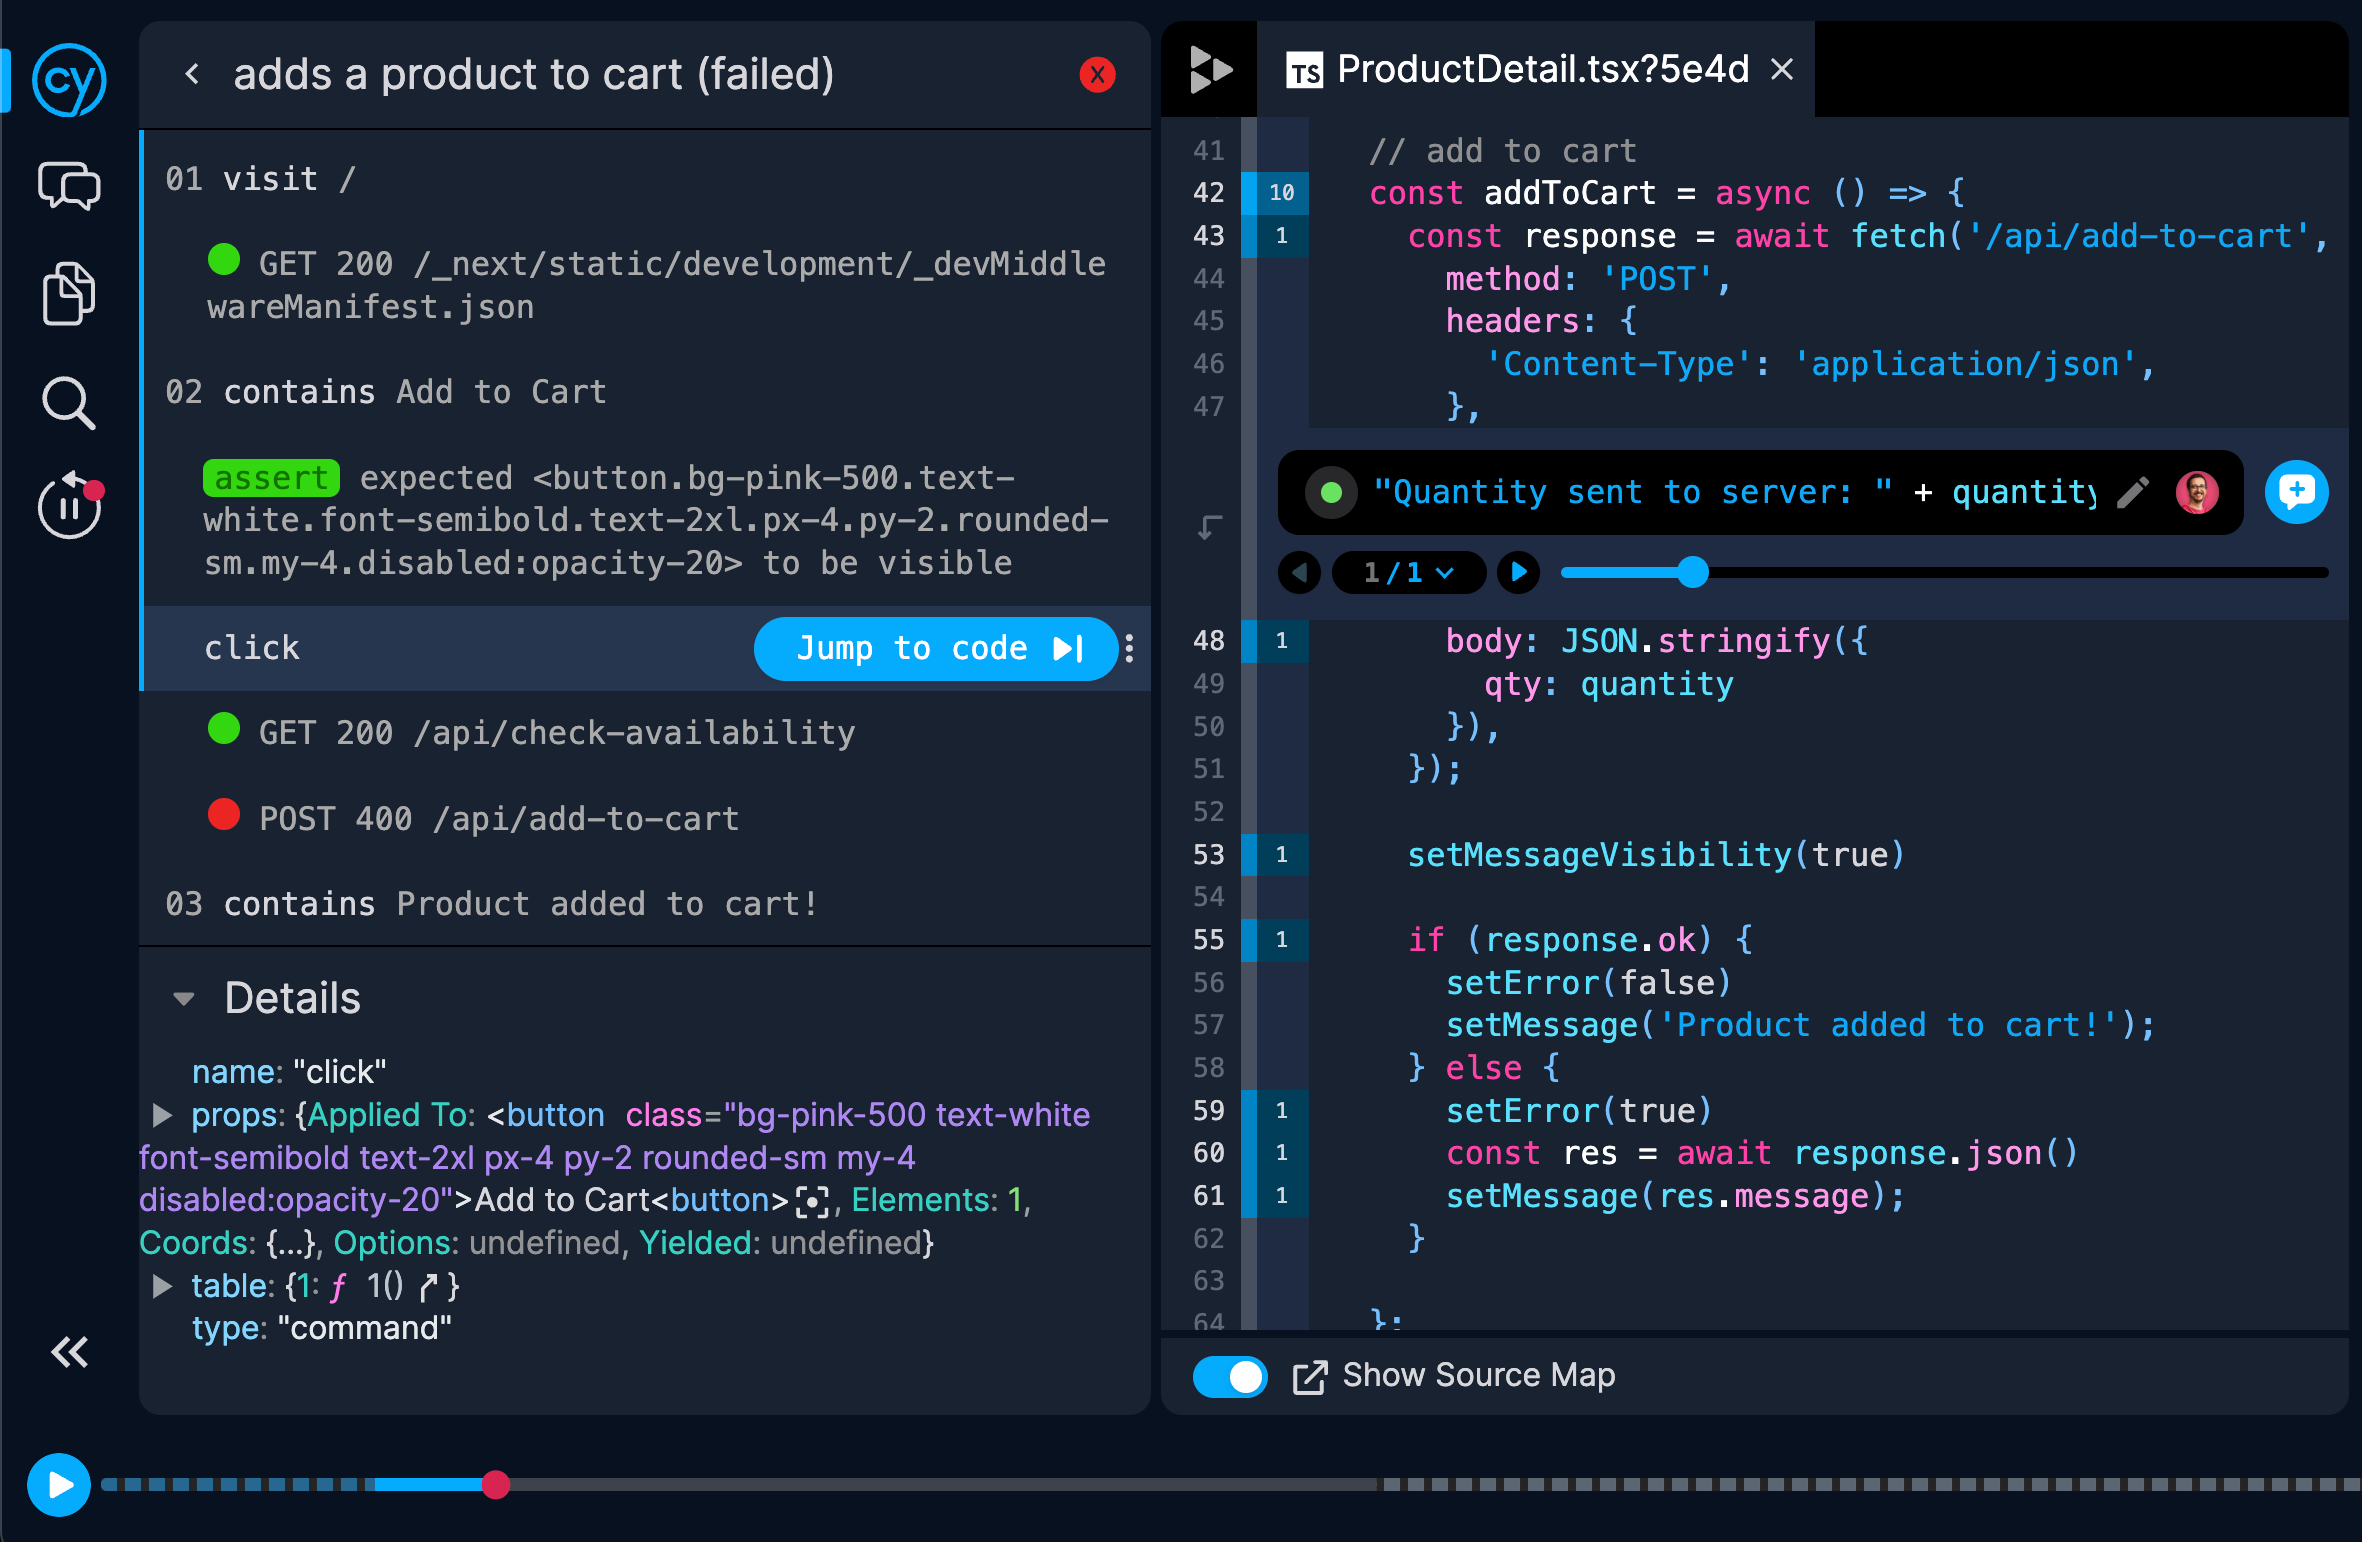 cy
adds a product to cart (failed)
X
01 visit /
GET 200 /_next/static/development/_devMiddle
wareManifest.json
02 contains Add to Cart
assert expected <button.bg-pink-500.text-
white.font-semibold.text-2xl.px-4.py-2.rounded-
sm.my-4.disabled:opacity-20> to be visible
click
Jump to code
GET 200 /api/check-availability
POST 400 /api/add-to-cart
03 contains Product added to cart!
Details
name: "click"
props: {Applied To: <button class="bg-pink-500 text-white
font-semibold text-2xl px-4 py-2 rounded-sm my-4
disabled:opacity-20">Add to Cart<button>, Elements: 1,
Coords: {…}, Options: undefined, Yielded: undefined}
table: {1: ƒ 1() }
type: "command"
TS ProductDetail.tsx?5e4d ×
41 // add to cart
42 10 const addToCart = async () => {
43 1 const response = await fetch('/api/add-to-cart',
44 method: 'POST',
45 headers: {
46 'Content-Type': 'application/json',
47 },
"Quantity sent to server: " + quantity
1/1
48 1 body: JSON.stringify({
49 qty: quantity
50 }),
51 });
52
53 1 setMessageVisibility(true)
54
55 1 if (response.ok) {
56 setError(false)
57 setMessage('Product added to cart!');
58 } else {
59 1 setError(true)
60 1 const res = await response.json()
61 1 setMessage(res.message);
62 }
63
64 };
Show Source Map